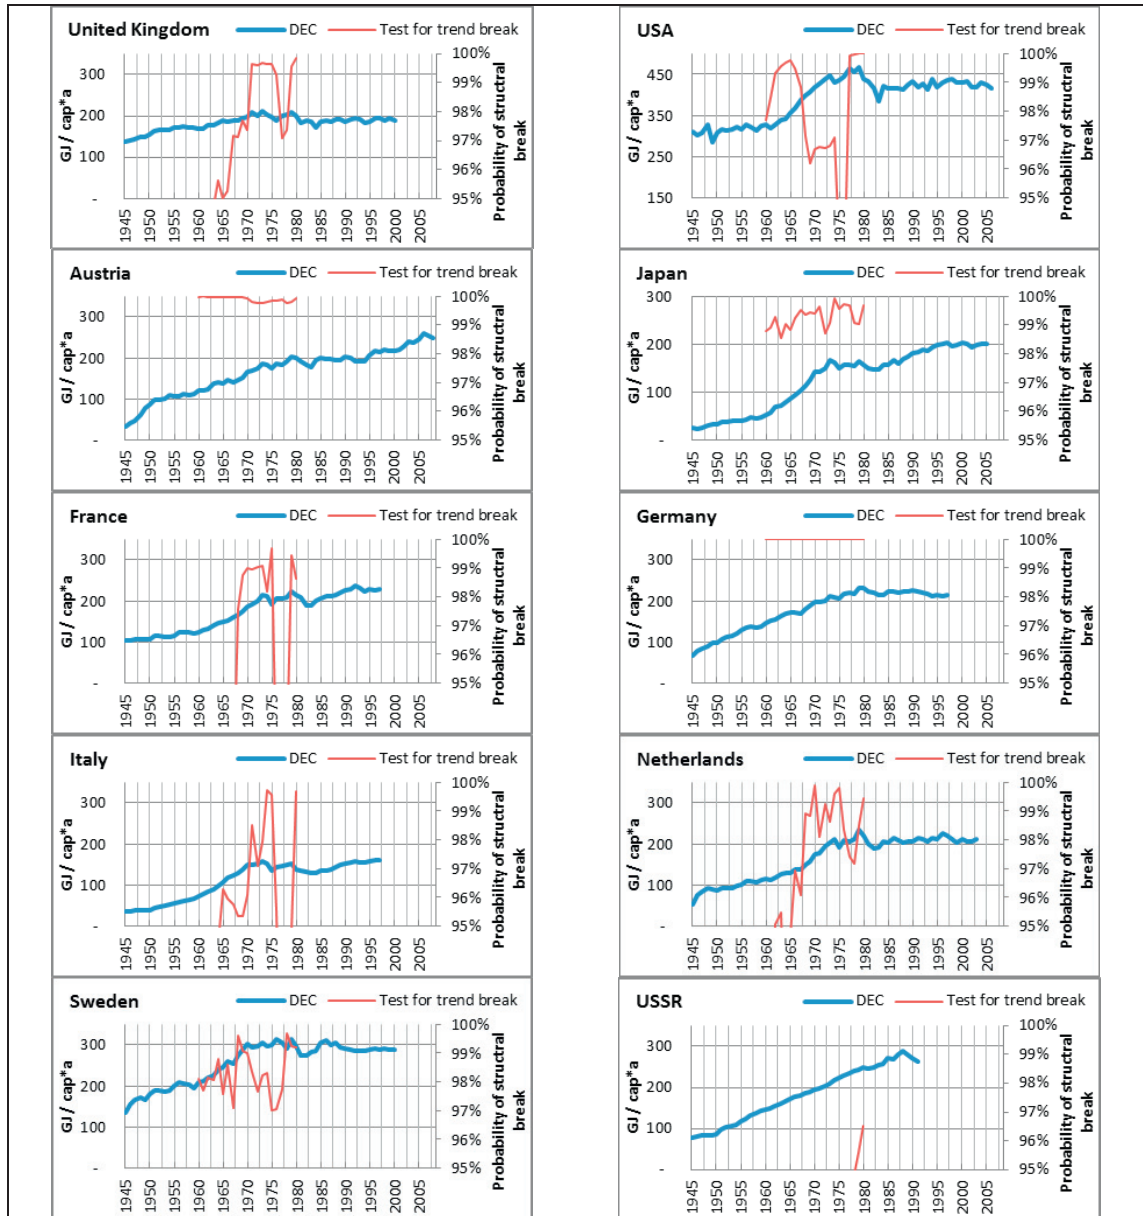 United Kingdom DEC Test for trend break
GJ / cap*a
300
200
100
-
100%
99%
98%
97%
96%
95%
Probability of structral break
1945 1950 1955 1960 1965 1970 1975 1980 1985 1990 1995 2000 2005
USA DEC Test for trend break
GJ / cap*a
450
350
250
150
100%
99%
98%
97%
96%
95%
Probability of structral break
1945 1950 1955 1960 1965 1970 1975 1980 1985 1990 1995 2000 2005
Austria DEC Test for trend break
GJ / cap*a
300
200
100
-
100%
99%
98%
97%
96%
95%
Probability of structral break
1945 1950 1955 1960 1965 1970 1975 1980 1985 1990 1995 2000 2005
Japan DEC Test for trend break
GJ / cap*a
300
200
100
-
100%
99%
98%
97%
96%
95%
Probability of structral break
1945 1950 1955 1960 1965 1970 1975 1980 1985 1990 1995 2000 2005
France DEC Test for trend break
GJ / cap*a
300
200
100
-
100%
99%
98%
97%
96%
95%
Probability of structral break
1945 1950 1955 1960 1965 1970 1975 1980 1985 1990 1995 2000 2005
Germany DEC Test for trend break
GJ / cap*a
300
200
100
-
100%
99%
98%
97%
96%
95%
Probability of structral break
1945 1950 1955 1960 1965 1970 1975 1980 1985 1990 1995 2000 2005
Italy DEC Test for trend break
GJ / cap*a
300
200
100
-
100%
99%
98%
97%
96%
95%
Probability of structral break
1945 1950 1955 1960 1965 1970 1975 1980 1985 1990 1995 2000 2005
Netherlands DEC Test for trend break
GJ / cap*a
300
200
100
-
100%
99%
98%
97%
96%
95%
Probability of structral break
1945 1950 1955 1960 1965 1970 1975 1980 1985 1990 1995 2000 2005
Sweden DEC Test for trend break
GJ / cap*a
300
200
100
-
100%
99%
98%
97%
96%
95%
Probability of structral break
1945 1950 1955 1960 1965 1970 1975 1980 1985 1990 1995 2000 2005
USSR DEC Test for trend break
GJ / cap*a
300
200
100
-
100%
99%
98%
97%
96%
95%
Probability of structral break
1945 1950 1955 1960 1965 1970 1975 1980 1985 1990 1995 2000 2005